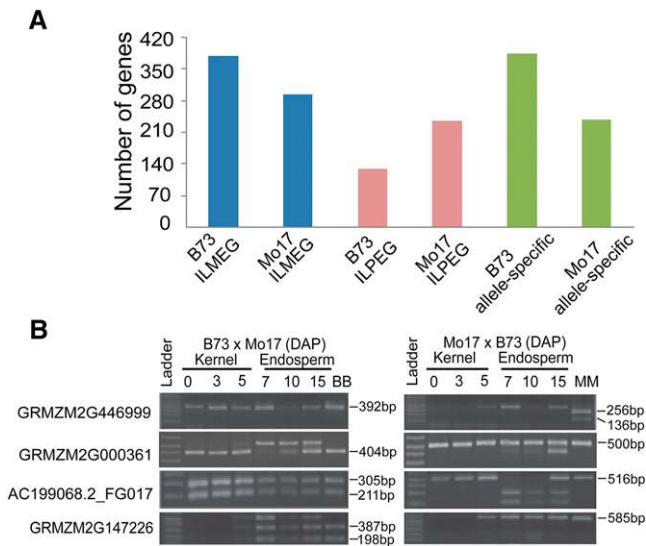 A
Number of genes
420
350
280
210
140
70
0
B73 ILMEG
Mo17 ILMEG
B73 ILPEG
Mo17 ILPEG
B73 allele-specific
Mo17 allele-specific
B
B73 x Mo17 (DAP)
Mo17 x B73 (DAP)
Ladder
Kernel
Endosperm
0 3 5 7 10 15 BB
Ladder
Kernel
Endosperm
0 3 5 7 10 15 MM
GRMZM2G446999
392bp
256bp
136bp
GRMZM2G000361
404bp
500bp
AC199068.2_FG017
305bp
211bp
516bp
GRMZM2G147226
387bp
198bp
585bp